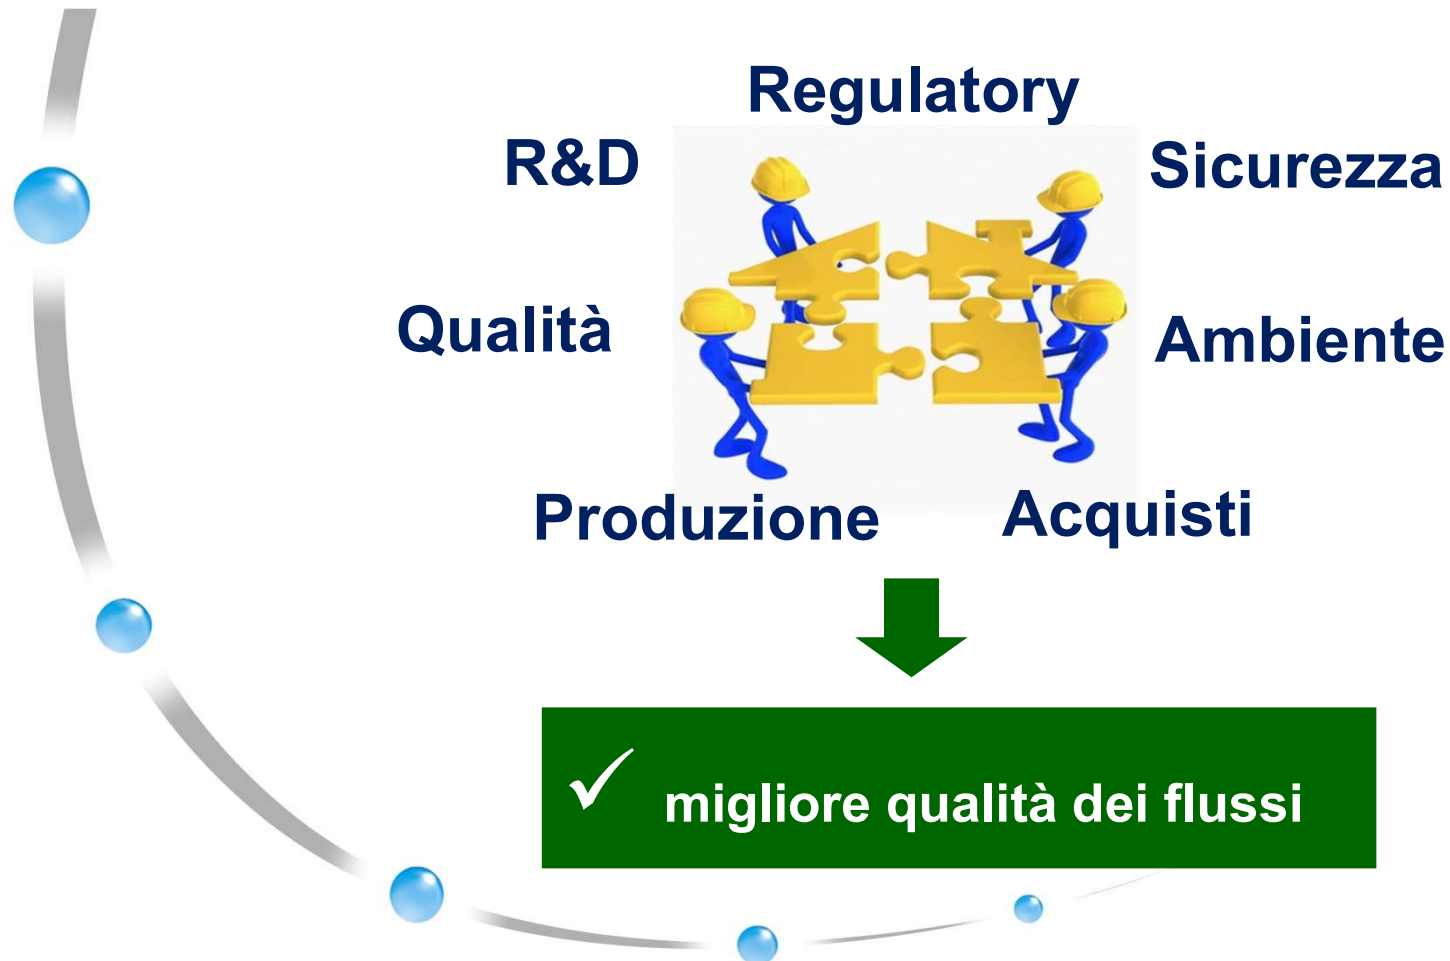 Regulatory
R&D
Sicurezza
Qualità
Ambiente
Produzione
Acquisti
✓ migliore qualità dei flussi